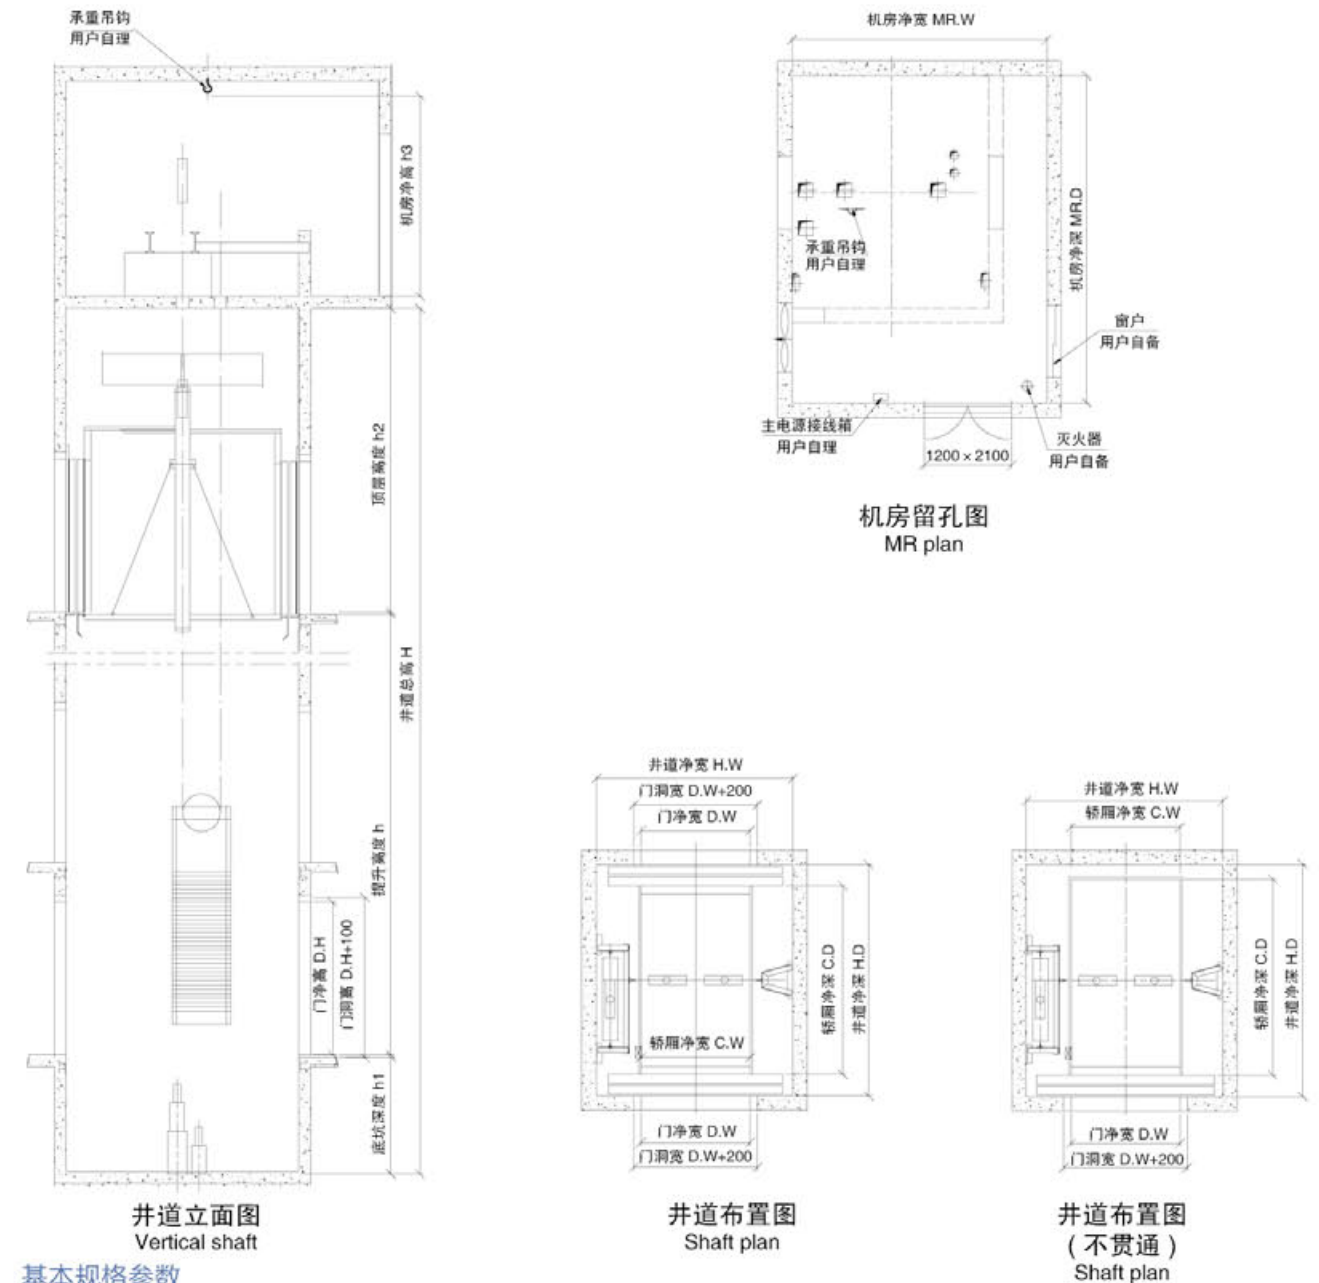 承重吊钩
用户自理
机房净高 h3
顶层高度 h2
井道总高 H
提升高度 h
门净高 D.H
门洞高 D.H+100
底坑深度 h1
井道立面图
Vertical shaft
机房净宽 MR.W
机房净深 MR.D
承重吊钩
用户自理
窗户
用户自备
主电源接线箱
用户自理
1200 × 2100
灭火器
用户自备
机房留孔图
MR plan
井道净宽 H.W
门洞宽 D.W+200
门净宽 D.W
轿厢净深 C.D
井道净深 H.D
轿厢净宽 C.W
门净宽 D.W
门洞宽 D.W+200
井道布置图
Shaft plan
井道净宽 H.W
轿厢净宽 C.W
轿厢净深 C.D
井道净深 H.D
门净宽 D.W
门洞宽 D.W+200
井道布置图
(不贯通)
Shaft plan
基本规格参数